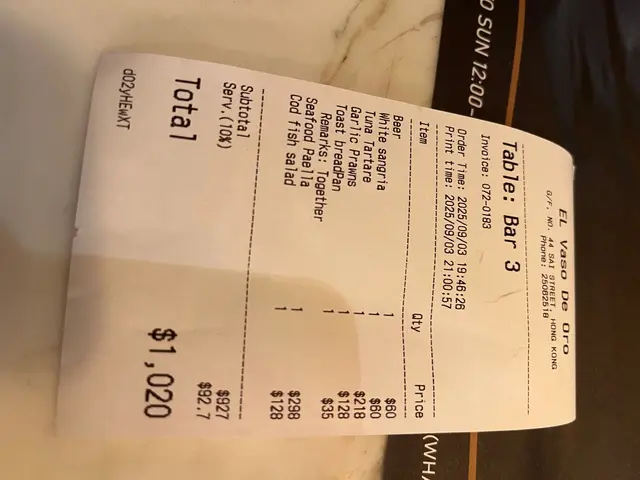 EL Vaso De Oro
G/F, NO. 44 SAI STREET, HONG KONG
Phone: 25062518
Table: Bar 3
Invoice: 072-0183
Order Time: 2025/09/03 19:46:26
Print time: 2025/09/03 21:00:57
Item Qty Price
Beer 1 $60
White sangria 1 $60
Tuna Tartare $218
Garlic Prawns $128
Toast breadPan 1 $35
Remarks: Together
Seafood Paella 1 $298
Cod fish salad 1 $128
Subtotal $927
Serv.(10%) $92.7
Total $1,020
d02yHEwXT
O SUN 12:00-
(WHA